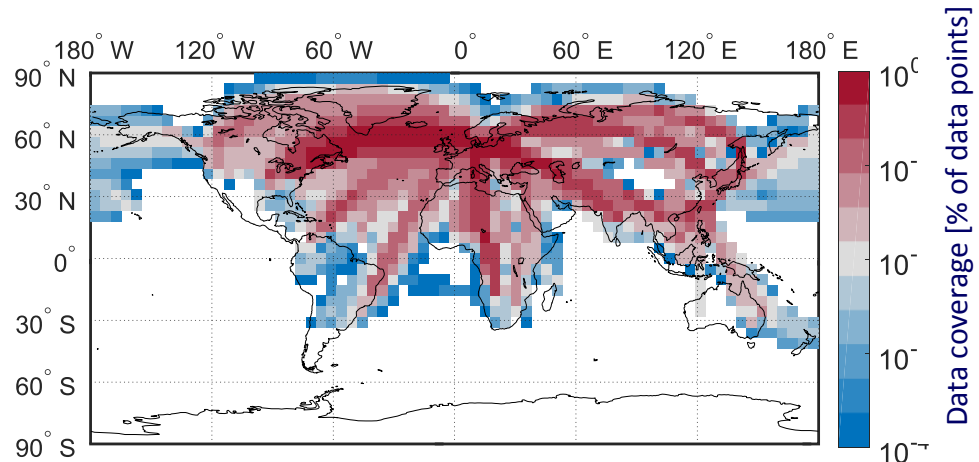 180° W 120° W 60° W 0° 60° E 120° E 180° E
90° N
60° N
30° N
0°
30° S
60° S
90° S
10
10-
10-
10-
10-
Data coverage [% of data points]